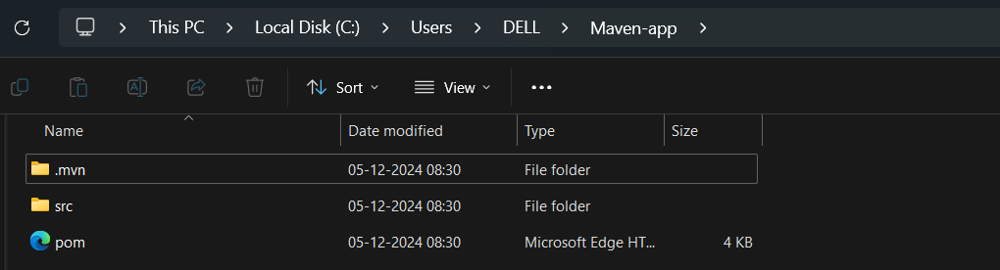 This PC > Local Disk (C:) > Users > DELL > Maven-app >
Sort View •••
Name Date modified Type Size
.mvn 05-12-2024 08:30 File folder
src 05-12-2024 08:30 File folder
pom 05-12-2024 08:30 Microsoft Edge HT... 4 KB